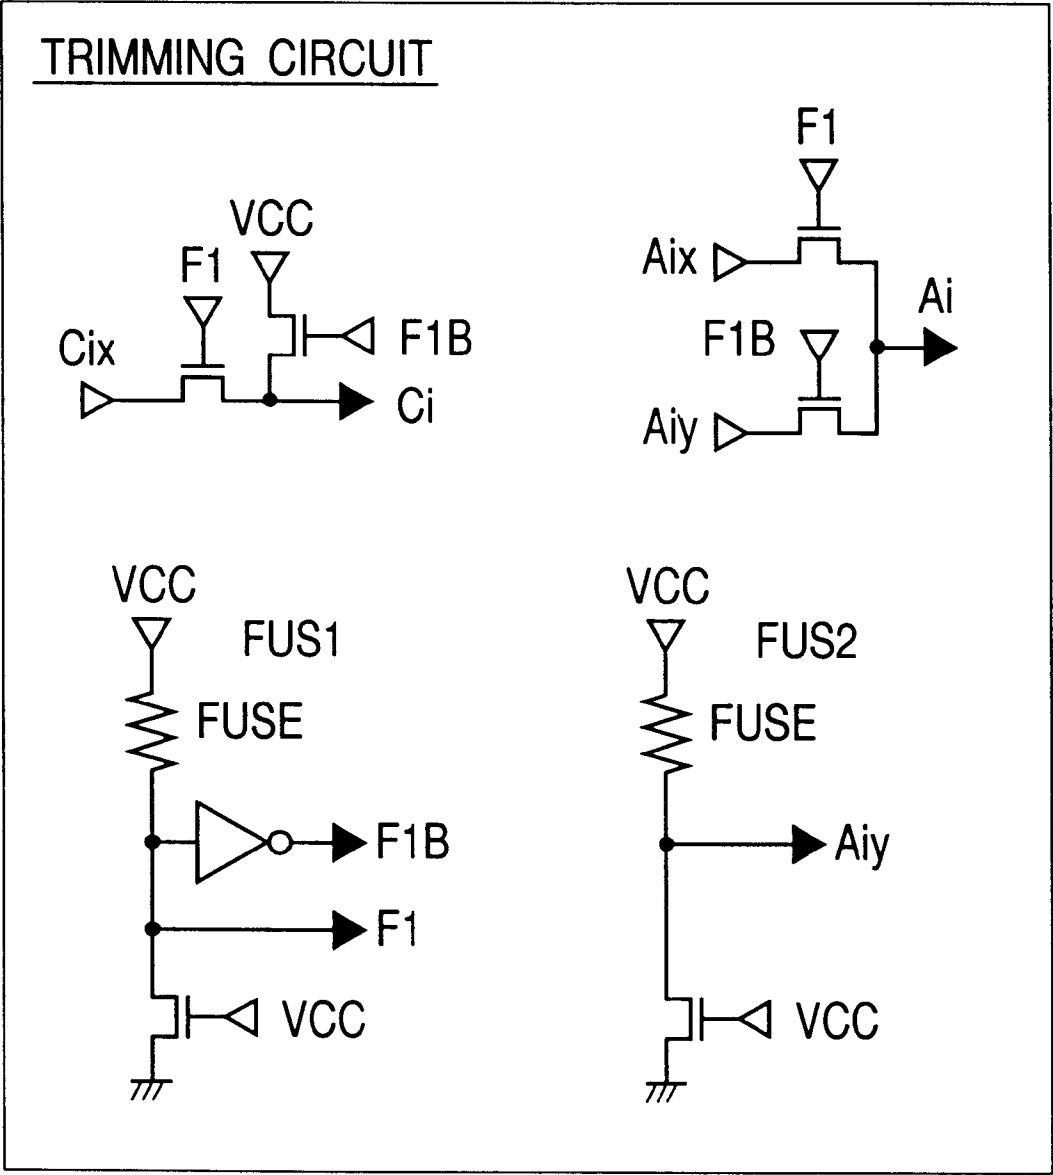 TRIMMING CIRCUIT
F1
VCC
F1
Aix
Ai
F1B
F1B
Cix
Ci
Aiy
VCC
FUS1
FUSE
F1B
F1
VCC
VCC
FUS2
FUSE
Aiy
VCC